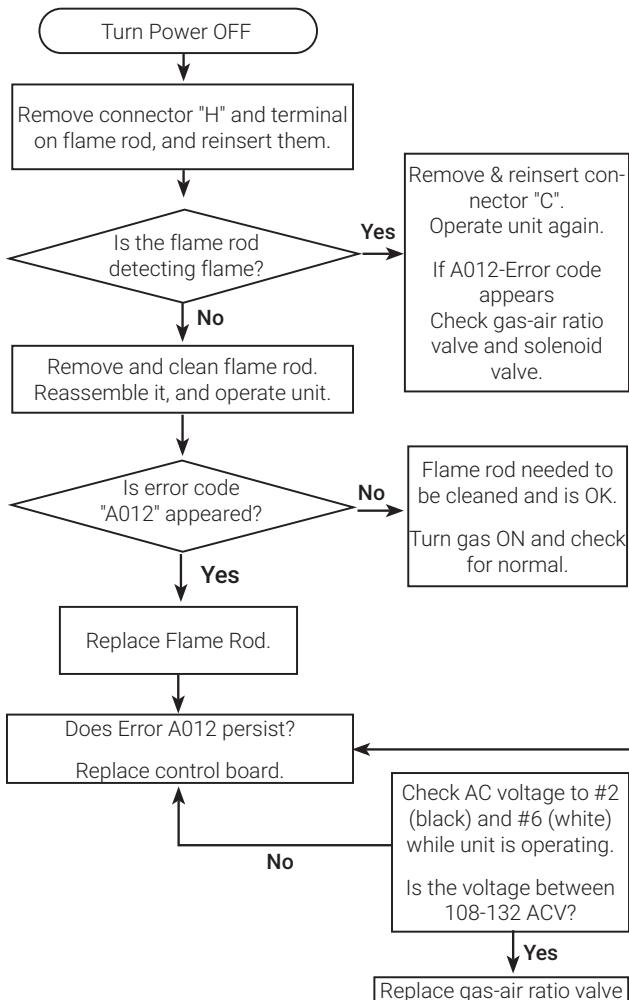 Turn Power OFF
Remove connector "H" and terminal
on flame rod, and reinsert them.
Remove & reinsert con-
nector "C".
Operate unit again.
If A012-Error code
appears
Check gas-air ratio
valve and solenoid
valve.
Is the flame rod
detecting flame?
Yes
No
Remove and clean flame rod.
Reassemble it, and operate unit.
Is error code
"A012" appeared?
No
Flame rod needed to
be cleaned and is OK.
Turn gas ON and check
for normal.
Yes
Replace Flame Rod.
Does Error A012 persist?
Replace control board.
Check AC voltage to #2
(black) and #6 (white)
while unit is operating.
Is the voltage between
108-132 ACV?
No
Yes
Replace gas-air ratio valve